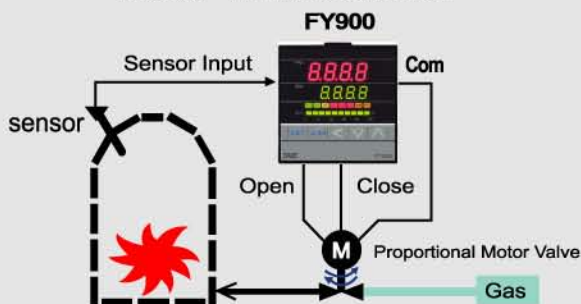 FY900
Sensor Input
Com
8.8.8.8
8.8.8.8
sensor
Open
Close
M
Proportional Motor Valve
Gas